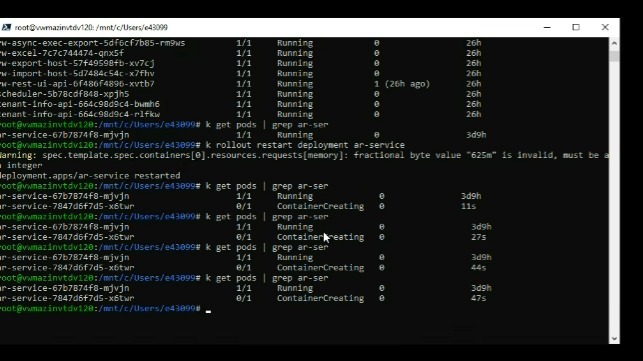 root@vwmazinvtdv120: /mnt/c/Users/e43099
vw-async-exec-export-5df6cf7b85-rm9ws 1/1 Running 0 26h
vw-excel-7c7c744474-qnx5f 1/1 Running 0 26h
vw-export-host-57f49598fb-xv7cj 1/1 Running 0 26h
vw-import-host-5d7484c54c-x7fhv 1/1 Running 0 26h
vw-rest-ui-api-6f486f4896-xvtb7 1/1 Running 1 (26h ago) 26h
scheduler-5b78cdf848-xpjh5 1/1 Running 0 26h
tenant-info-api-664c98d9c4-bwmh6 1/1 Running 0 26h
tenant-info-api-664c98d9c4-rlfkw 1/1 Running 0 26h
root@vwmazinvtdv120:/mnt/c/Users/e43099# k get pods | grep ar-ser
ar-service-67b7874f8-mjvjn 1/1 Running 0 3d9h
root@vwmazinvtdv120:/mnt/c/Users/e43099# k rollout restart deployment ar-service
Warning: spec.template.spec.containers[0].resources.requests[memory]: fractional byte value "625m" is invalid, must be a
n integer
deployment.apps/ar-service restarted
root@vwmazinvtdv120:/mnt/c/Users/e43099# k get pods | grep ar-ser
ar-service-67b7874f8-mjvjn 1/1 Running 0 3d9h
ar-service-7847d6f7d5-x6twr 0/1 ContainerCreating 0 11s
root@vwmazinvtdv120:/mnt/c/Users/e43099# k get pods | grep ar-ser
ar-service-67b7874f8-mjvjn 1/1 Running 0 3d9h
ar-service-7847d6f7d5-x6twr 0/1 ContainerCreating 0 27s
root@vwmazinvtdv120:/mnt/c/Users/e43099# k get pods | grep ar-ser
ar-service-67b7874f8-mjvjn 1/1 Running 0 3d9h
ar-service-7847d6f7d5-x6twr 0/1 ContainerCreating 0 44s
root@vwmazinvtdv120:/mnt/c/Users/e43099# k get pods | grep ar-ser
ar-service-67b7874f8-mjvjn 1/1 Running 0 3d9h
ar-service-7847d6f7d5-x6twr 0/1 ContainerCreating 0 47s
root@vwmazinvtdv120:/mnt/c/Users/e43099#